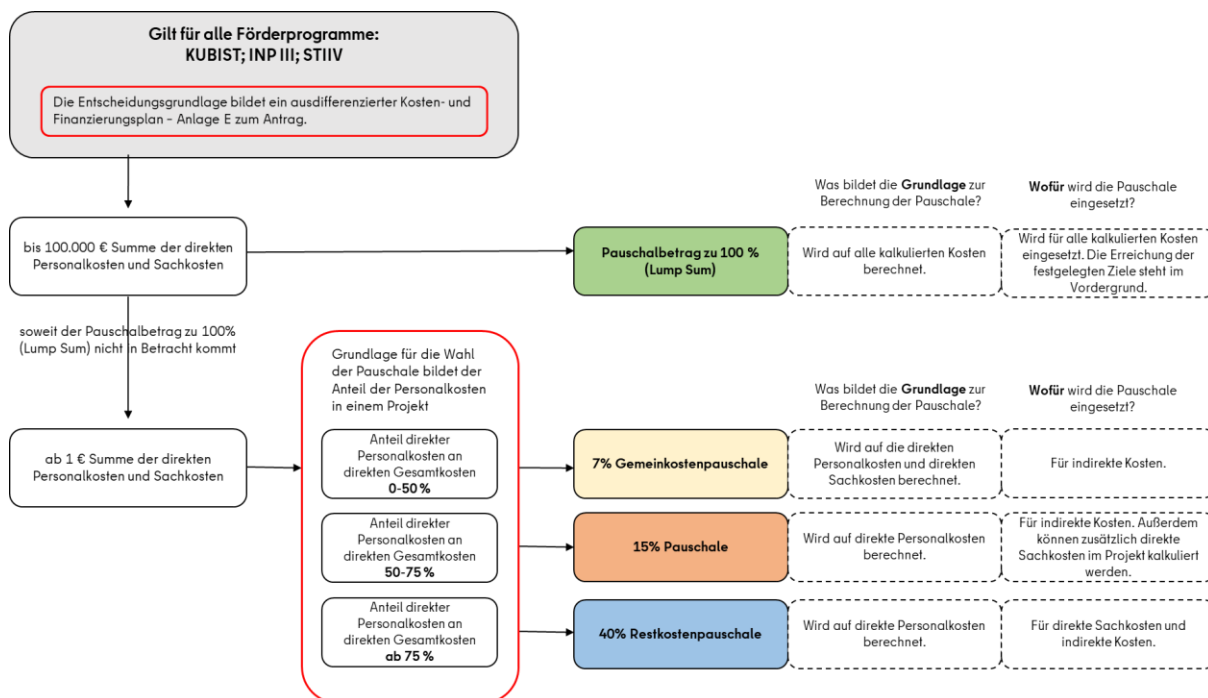 Gilt für alle Förderprogramme:
KUBIST; INP III; STIIV
Die Entscheidungsgrundlage bildet ein ausdifferenzierter Kosten- und
Finanzierungsplan – Anlage E zum Antrag.
Was bildet die Grundlage zur
Berechnung der Pauschale?
Wofür wird die Pauschale
eingesetzt?
bis 100.000 € Summe der direkten
Personalkosten und Sachkosten
Pauschalbetrag zu 100 %
(Lump Sum)
Wird auf alle kalkulierten Kosten
berechnet.
Wird für alle kalkulierten Kosten
eingesetzt. Die Erreichung der
festgelegten Ziele steht im
Vordergrund.
soweit der Pauschalbetrag zu 100%
(Lump Sum) nicht in Betracht kommt
Grundlage für die Wahl
der Pauschale bildet der
Anteil der Personalkosten
in einem Projekt
Was bildet die Grundlage zur
Berechnung der Pauschale?
Wofür wird die Pauschale
eingesetzt?
ab 1 € Summe der direkten
Personalkosten und Sachkosten
Anteil direkter
Personalkosten an
direkten Gesamtkosten
0-50 %
7% Gemeinkostenpauschale
Wird auf die direkten
Personalkosten und direkten
Sachkosten berechnet.
Für indirekte Kosten.
Anteil direkter
Personalkosten an
direkten Gesamtkosten
50-75 %
15% Pauschale
Wird auf direkte Personalkosten
berechnet.
Für indirekte Kosten. Außerdem
können zusätzlich direkte
Sachkosten im Projekt kalkuliert
werden.
Anteil direkter
Personalkosten an
direkten Gesamtkosten
ab 75 %
40% Restkostenpauschale
Wird auf direkte Personalkosten
berechnet.
Für direkte Sachkosten und
indirekte Kosten.